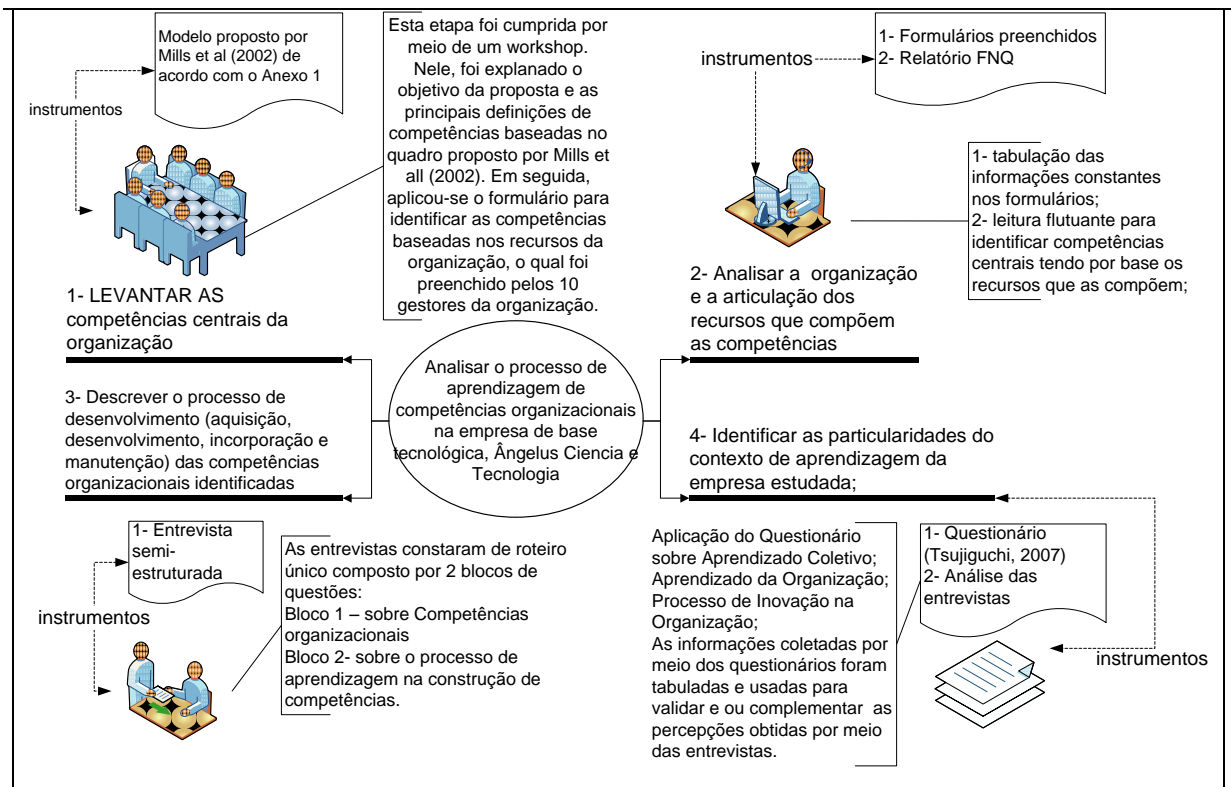 Modelo proposto por
Mills et al (2002) de
acordo com o Anexo 1
instrumentos
Esta etapa foi cumprida por
meio de um workshop.
Nele, foi explanado o
objetivo da proposta e as
principais definições de
competências baseadas no
quadro proposto por Mills et
all (2002). Em seguida,
aplicou-se o formulário para
identificar as competências
baseadas nos recursos da
organização, o qual foi
preenchido pelos 10
gestores da organização.
1- LEVANTAR AS
competências centrais da
organização
instrumentos
1- Formulários preenchidos
2- Relatório FNQ
1- tabulação das
informações constantes
nos formulários;
2- leitura flutuante para
identificar competências
centrais tendo por base os
recursos que as compõem;
2- Analisar a organização
e a articulação dos
recursos que compõem
as competências
Analisar o processo de
aprendizagem de
competências organizacionais
na empresa de base
tecnológica, Ângelus Ciencia e
Tecnologia
3- Descrever o processo de
desenvolvimento (aquisição,
desenvolvimento, incorporação e
manutenção) das competências
organizacionais identificadas
1- Entrevista
semi-
estruturada
instrumentos
As entrevistas constaram de roteiro
único composto por 2 blocos de
questões:
Bloco 1 – sobre Competências
organizacionais
Bloco 2- sobre o processo de
aprendizagem na construção de
competências.
4- Identificar as particularidades do
contexto de aprendizagem da
empresa estudada;
Aplicação do Questionário
sobre Aprendizado Coletivo;
Aprendizado da Organização;
Processo de Inovação na
Organização;
As informações coletadas por
meio dos questionários foram
tabuladas e usadas para
validar e ou complementar as
percepções obtidas por meio
das entrevistas.
1- Questionário
(Tsujiguchi, 2007)
2- Análise das
entrevistas
instrumentos